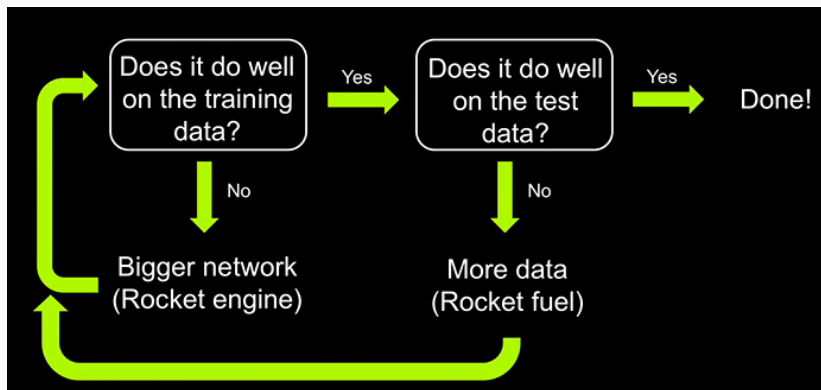 Does it do well
on the training
data?
Yes
Does it do well
on the test
data?
Yes
Done!
No
No
Bigger network
(Rocket engine)
More data
(Rocket fuel)